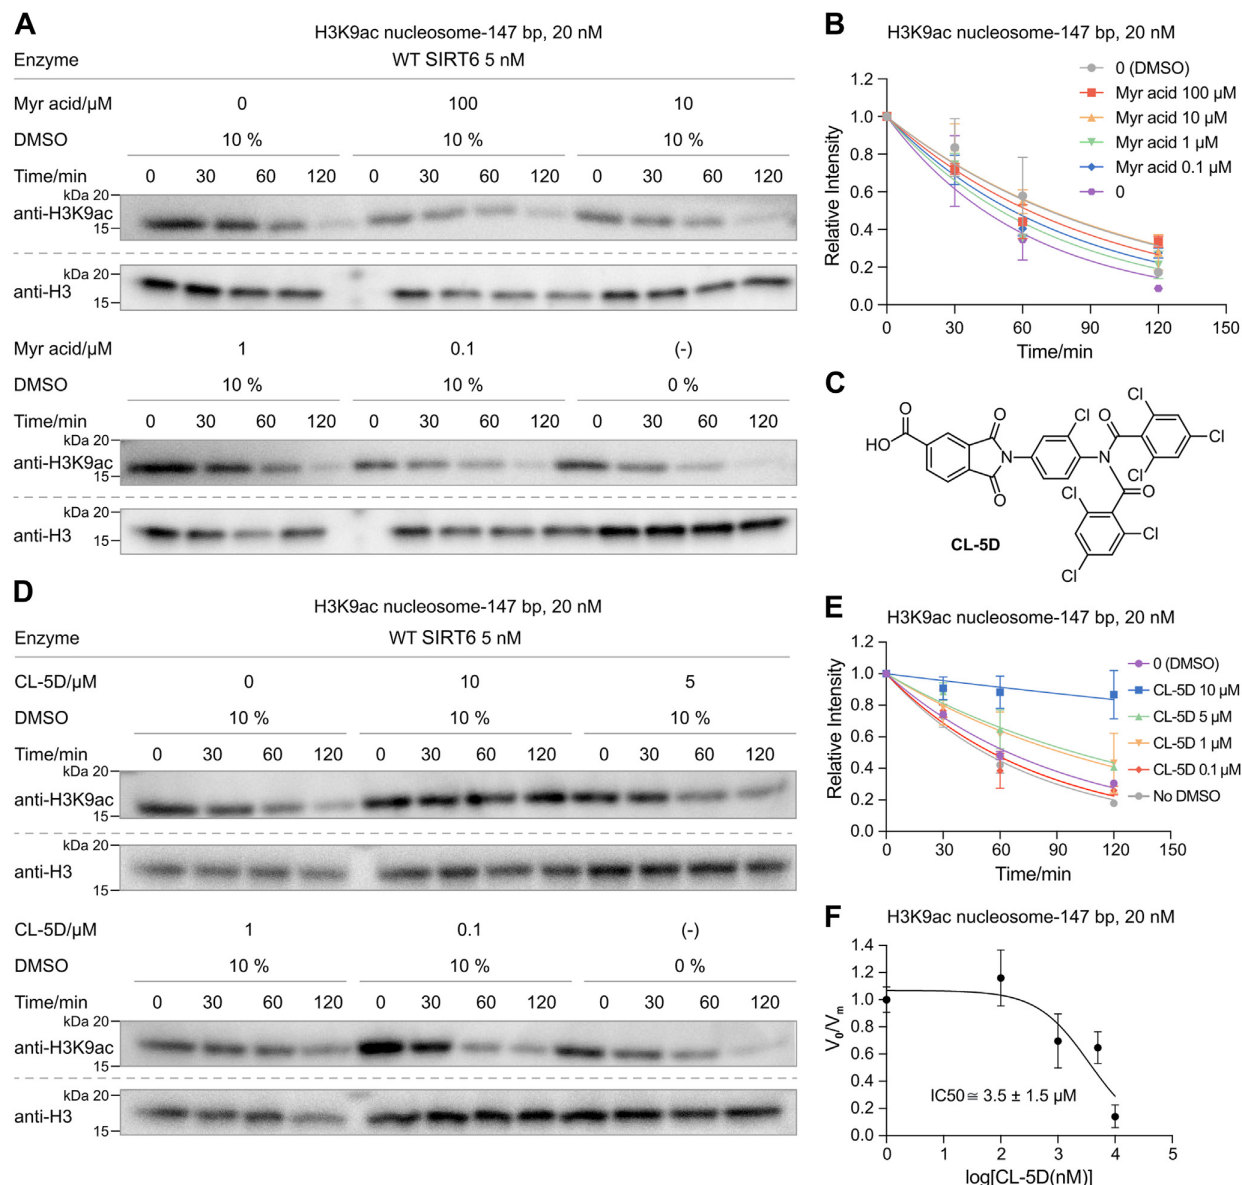 A
H3K9ac nucleosome-147 bp, 20 nM
Enzyme WT SIRT6 5 nM
Myr acid/µM 0 100 10
DMSO 10 % 10 % 10 %
Time/min 0 30 60 120 0 30 60 120 0 30 60 120
kDa 20
anti-H3K9ac
15
kDa 20
anti-H3
15
Myr acid/µM 1 0.1 (-)
DMSO 10 % 10 % 0 %
Time/min 0 30 60 120 0 30 60 120 0 30 60 120
kDa 20
anti-H3K9ac
15
kDa 20
anti-H3
15
B
H3K9ac nucleosome-147 bp, 20 nM
0 (DMSO)
Myr acid 100 µM
Myr acid 10 µM
Myr acid 1 µM
Myr acid 0.1 µM
0
Relative Intensity
1.2
1.0
0.8
0.6
0.4
0.2
0.0
0 30 60 90 120 150
Time/min
C
HO
O
O
O
N
Cl
O
N
O
Cl
Cl
Cl
Cl
Cl
Cl
CL-5D
D
H3K9ac nucleosome-147 bp, 20 nM
Enzyme WT SIRT6 5 nM
CL-5D/µM 0 10 5
DMSO 10 % 10 % 10 %
Time/min 0 30 60 120 0 30 60 120 0 30 60 120
kDa 20
anti-H3K9ac
15
kDa 20
anti-H3
15
CL-5D/µM 1 0.1 (-)
DMSO 10 % 10 % 0 %
Time/min 0 30 60 120 0 30 60 120 0 30 60 120
kDa 20
anti-H3K9ac
15
kDa 20
anti-H3
15
E
H3K9ac nucleosome-147 bp, 20 nM
0 (DMSO)
CL-5D 10 µM
CL-5D 5 µM
CL-5D 1 µM
CL-5D 0.1 µM
No DMSO
Relative Intensity
1.2
1.0
0.8
0.6
0.4
0.2
0.0
0 30 60 90 120 150
Time/min
F
H3K9ac nucleosome-147 bp, 20 nM
V0/Vm
1.4
1.2
1.0
0.8
0.6
0.4
0.2
0.0
IC50 ≅ 3.5 ± 1.5 µM
0 1 2 3 4 5
log[CL-5D(nM)]